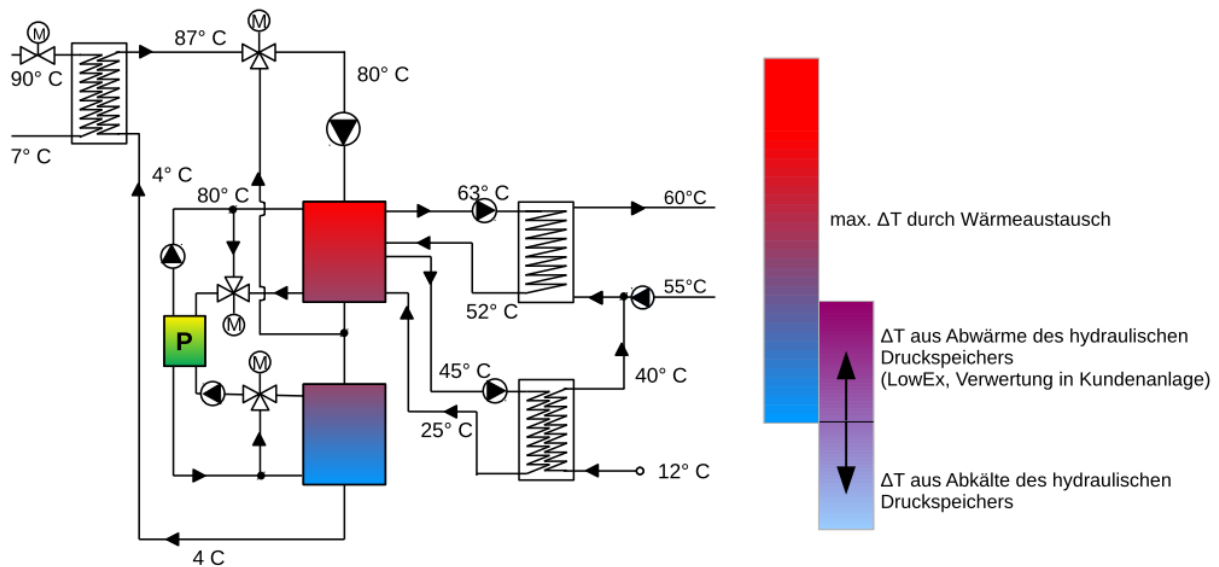 M
M
87° C
90° C
80° C
7° C
4° C
80° C
63° C
60°C
max. ΔT durch Wärmeaustausch
52° C
55°C
M
P
M
45° C
40° C
25° C
12° C
4 C
ΔT aus Abwärme des hydraulischen
Druckspeichers
(LowEx, Verwertung in Kundenanlage)
ΔT aus Abkälte des hydraulischen
Druckspeichers